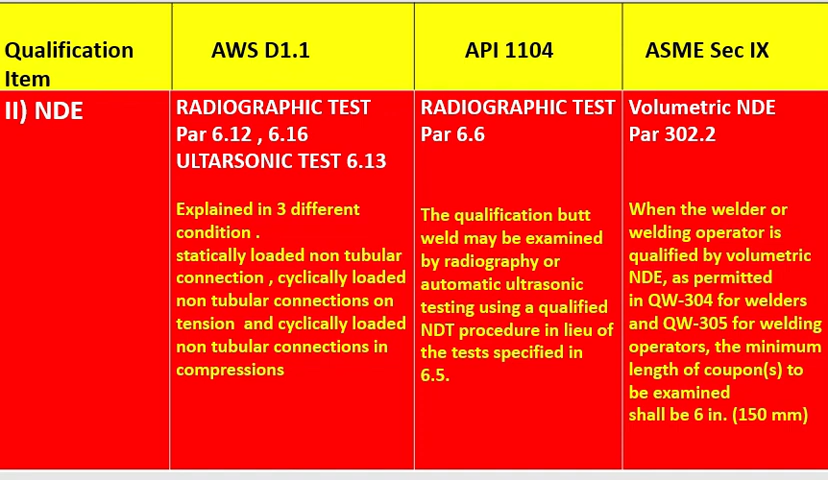 Qualification
Item
AWS D1.1
API 1104
ASME Sec IX
II) NDE
RADIOGRAPHIC TEST
Par 6.12 , 6.16
ULTARSONIC TEST 6.13
Explained in 3 different
condition .
statically loaded non tubular
connection , cyclically loaded
non tubular connections on
tension and cyclically loaded
non tubular connections in
compressions
RADIOGRAPHIC TEST
Par 6.6
The qualification butt
weld may be examined
by radiography or
automatic ultrasonic
testing using a qualified
NDT procedure in lieu of
the tests specified in
6.5.
Volumetric NDE
Par 302.2
When the welder or
welding operator is
qualified by volumetric
NDE, as permitted
in QW-304 for welders
and QW-305 for welding
operators, the minimum
length of coupon(s) to
be examined
shall be 6 in. (150 mm)